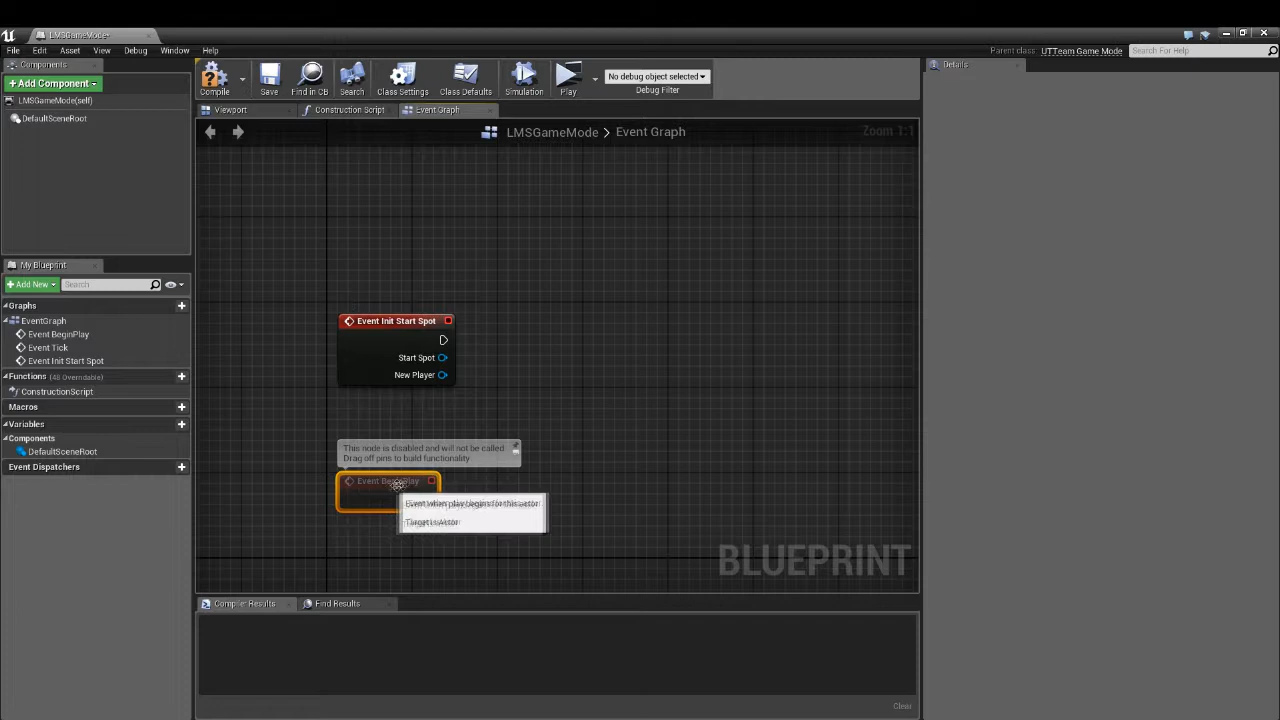 LMSGameMode*
File Edit Asset View Debug Window Help
Parent class: UTTeam Game Mode
Search For Help
Components
+Add Component
LMSGameMode(self)
DefaultSceneRoot
Compile
Save
Find in CB
Search
Class Settings
Class Defaults
Simulation
Play
No debug object selected
Debug Filter
Details
Viewport
Construction Script
Event Graph
LMSGameMode > Event Graph
Zoom 1:1
My Blueprint
+Add New
Search
Graphs
EventGraph
Event BeginPlay
Event Tick
Event Init Start Spot
Functions (48 Overridable)
ConstructionScript
Macros
Variables
Components
DefaultSceneRoot
Event Dispatchers
Event Init Start Spot
Start Spot
New Player
This node is disabled and will not be called
Drag off pins to build functionality
Event BeginPlay
Event when play begins for this actor
Target is Actor
BLUEPRINT
Compiler Results
Find Results
Clear